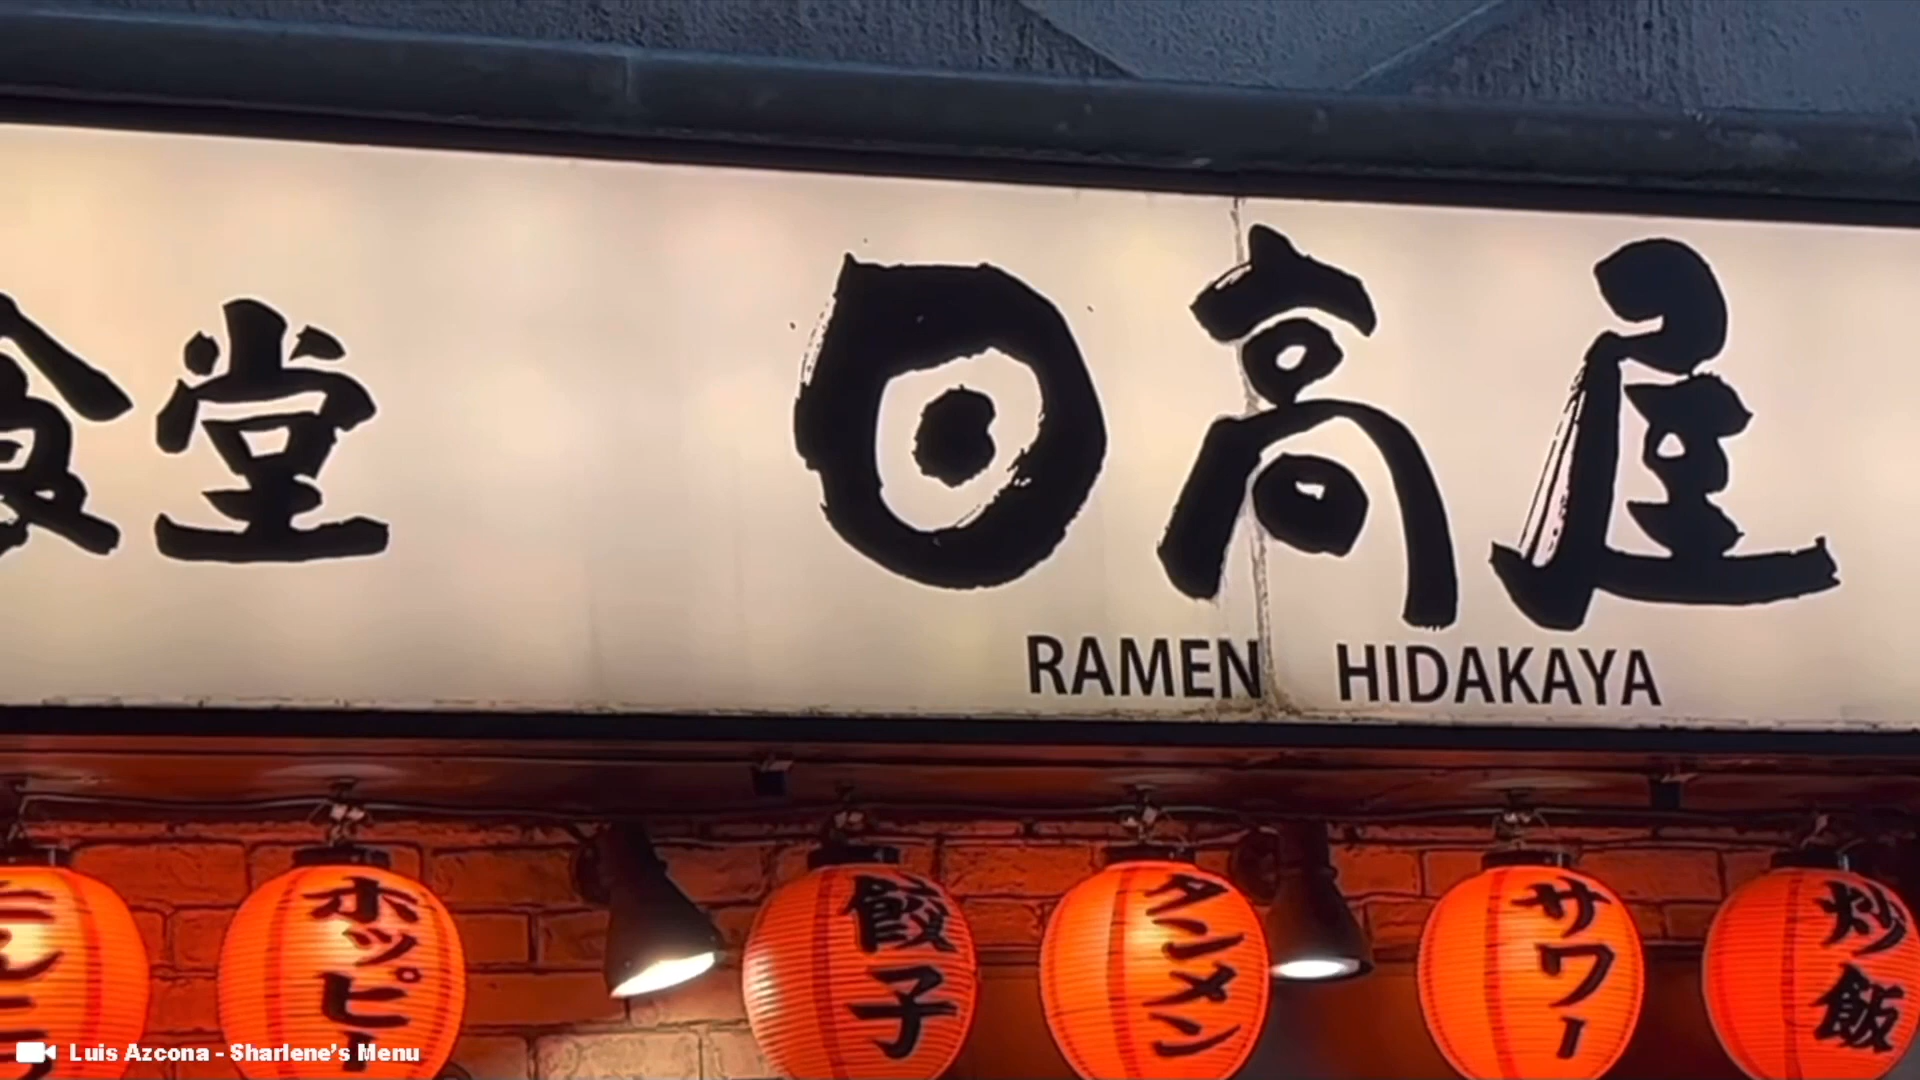 食堂 日高屋
RAMEN HIDAKAYA
ホッピー
餃子
タンメン
サワー
炒飯
Luis Azcona - Sharlene's Menu